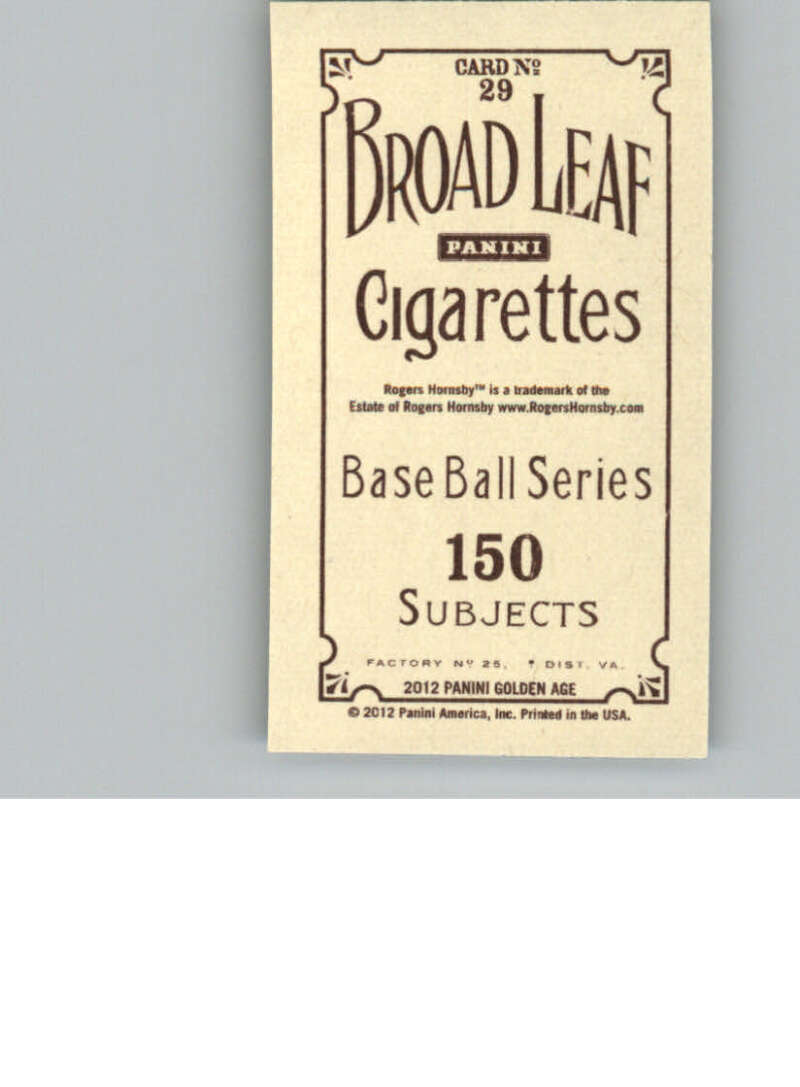 CARD Nº
29
BROAD LEAF
PANINI
Cigarettes
Rogers Hornsby™ is a trademark of the
Estate of Rogers Hornsby www.RogersHornsby.com
Base Ball Series
150
SUBJECTS
FACTORY Nº 25, DIST. VA.
2012 PANINI GOLDEN AGE
© 2012 Panini America, Inc. Printed in the USA.